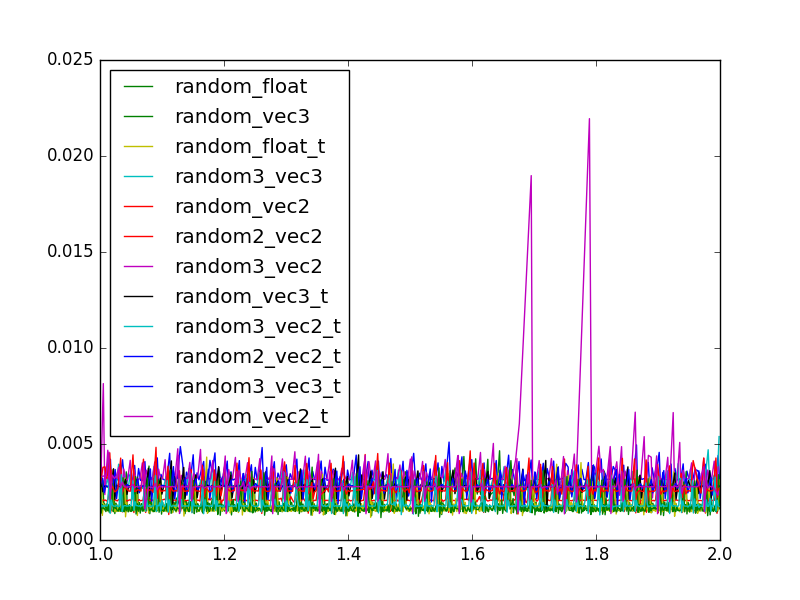 0.025
0.020
0.015
0.010
0.005
0.000
random_float
random_vec3
random_float_t
random3_vec3
random_vec2
random2_vec2
random3_vec2
random_vec3_t
random3_vec2_t
random2_vec2_t
random3_vec3_t
random_vec2_t
1.0 1.2 1.4 1.6 1.8 2.0